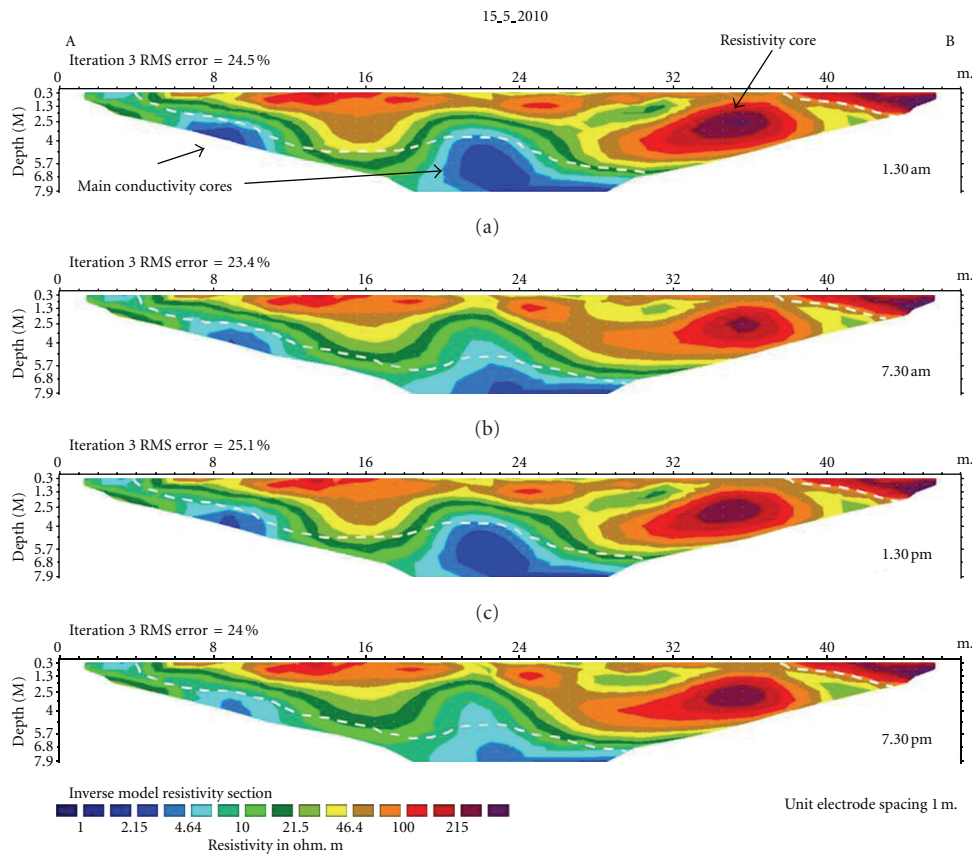 15_5_2010
A
Resistivity core
B
Iteration 3 RMS error = 24.5%
0 8 16 24 32 40 m.
Depth (M)
0.3
1.3
2.5
4
5.7
6.8
7.9
Main conductivity cores
1.30 am
(a)
Iteration 3 RMS error = 23.4%
0 8 16 24 32 40 m.
Depth (M)
0.3
1.3
2.5
4
5.7
6.8
7.9
7.30 am
(b)
Iteration 3 RMS error = 25.1%
0 8 16 24 32 40 m.
Depth (M)
0.3
1.3
2.5
4
5.7
6.8
7.9
1.30 pm
(c)
Iteration 3 RMS error = 24%
0 8 16 24 32 40 m.
Depth (M)
0.3
1.3
2.5
4
5.7
6.8
7.9
7.30 pm
Inverse model resistivity section
1 2.15 4.64 10 21.5 46.4 100 215
Resistivity in ohm. m
Unit electrode spacing 1 m.